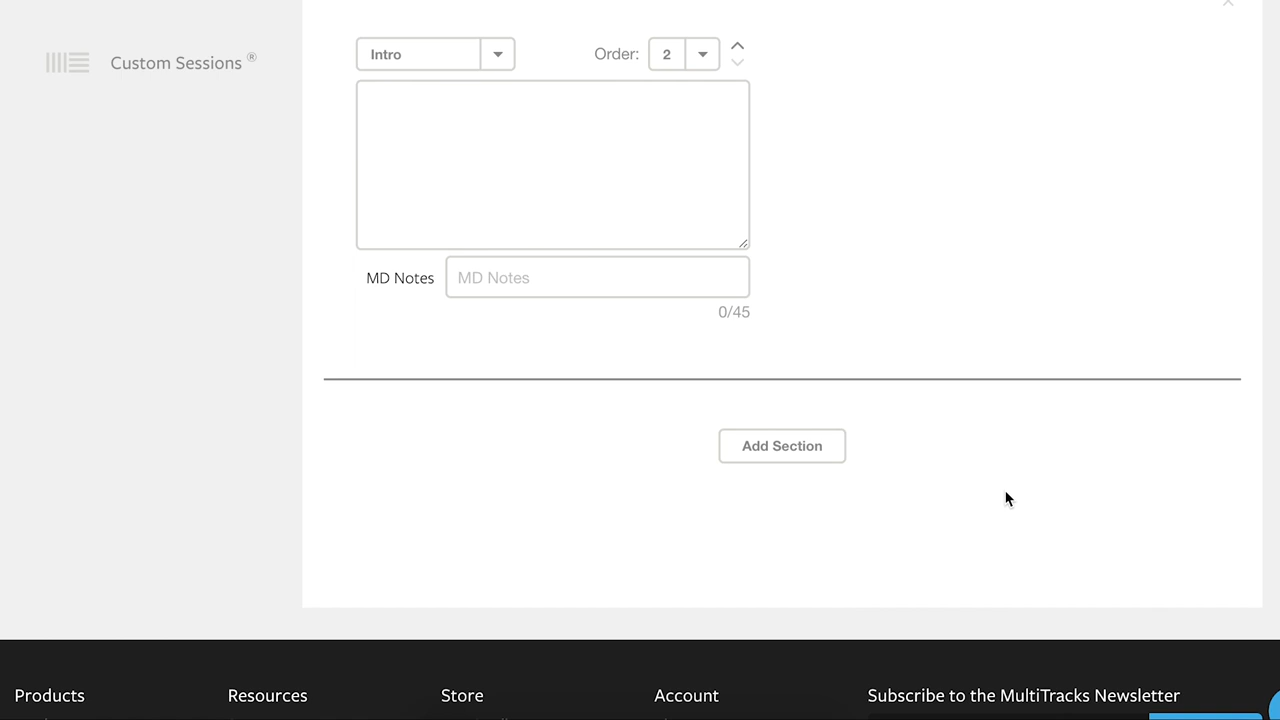 Custom Sessions ®
Intro
Order: 2
MD Notes
MD Notes
0/45
Add Section
Products
Resources
Store
Account
Subscribe to the MultiTracks Newsletter